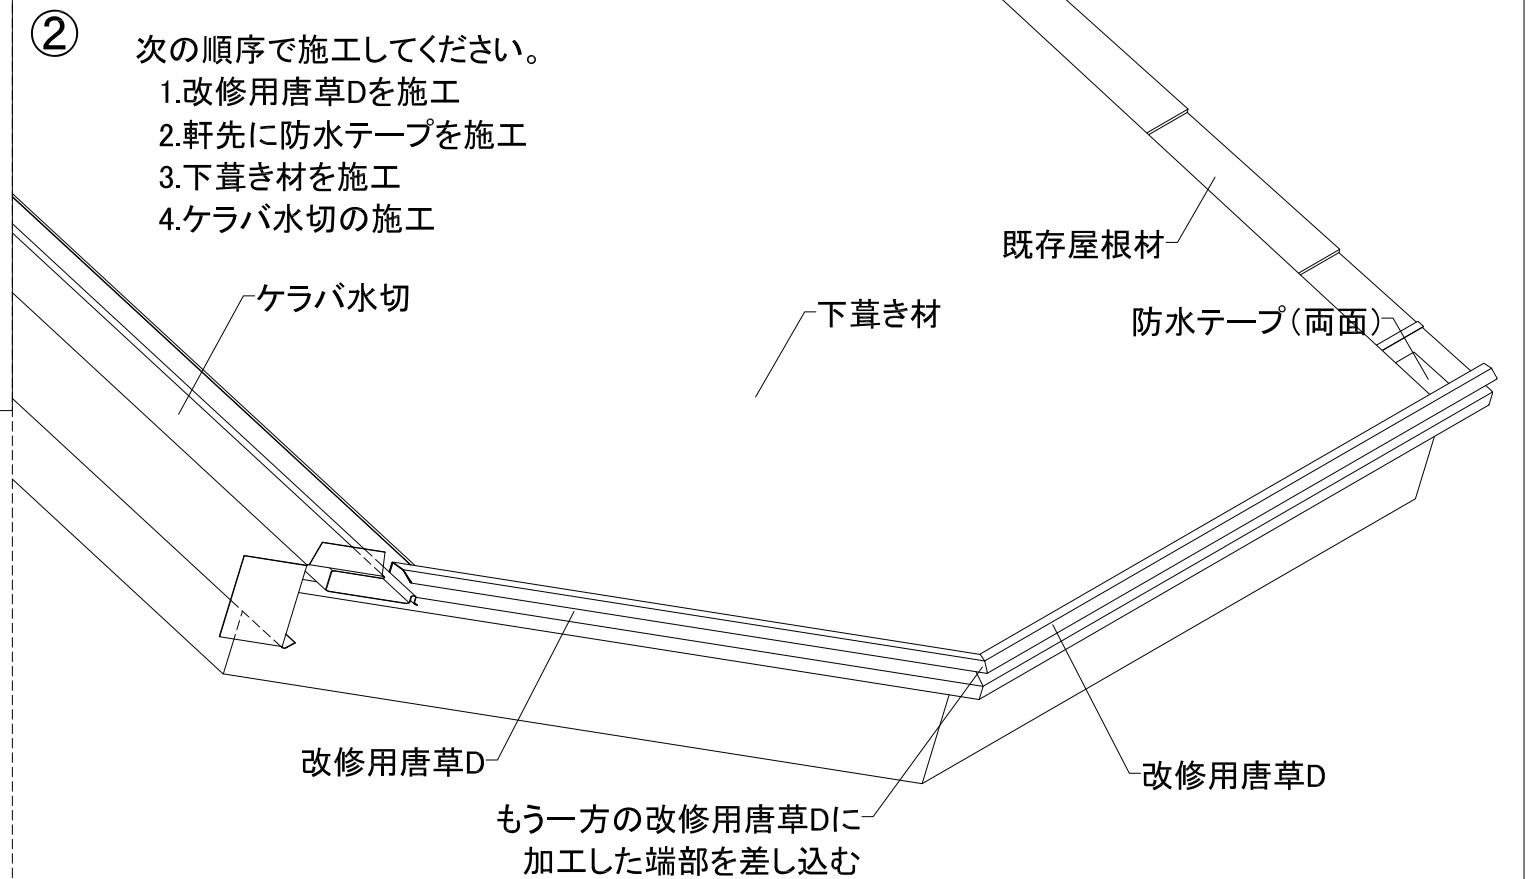 ②
次の順序で施工してください。
1.改修用唐草Dを施工
2.軒先に防水テープを施工
3.下葺き材を施工
4.ケラバ水切の施工
既存屋根材
ケラバ水切
下葺き材
防水テープ(両面)
改修用唐草D
改修用唐草D
もう一方の改修用唐草Dに
加工した端部を差し込む